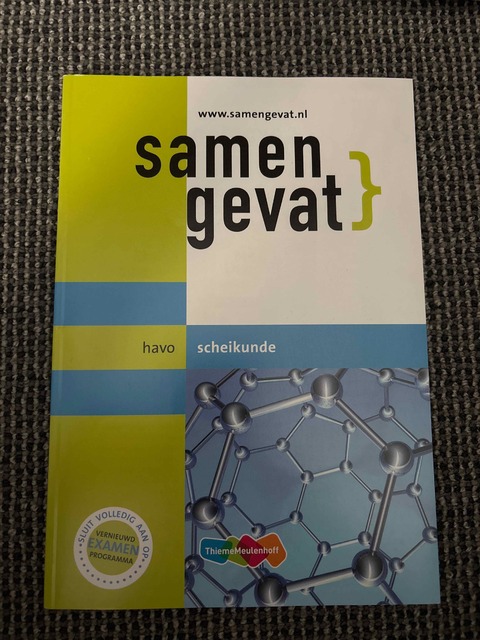 www.samengevat.nl
samen
gevat}
havo scheikunde
SLUIT VOLLEDIG AAN OP
VERNIEUWD
EXAMEN
PROGRAMMA
ThiemeMeulenhoff